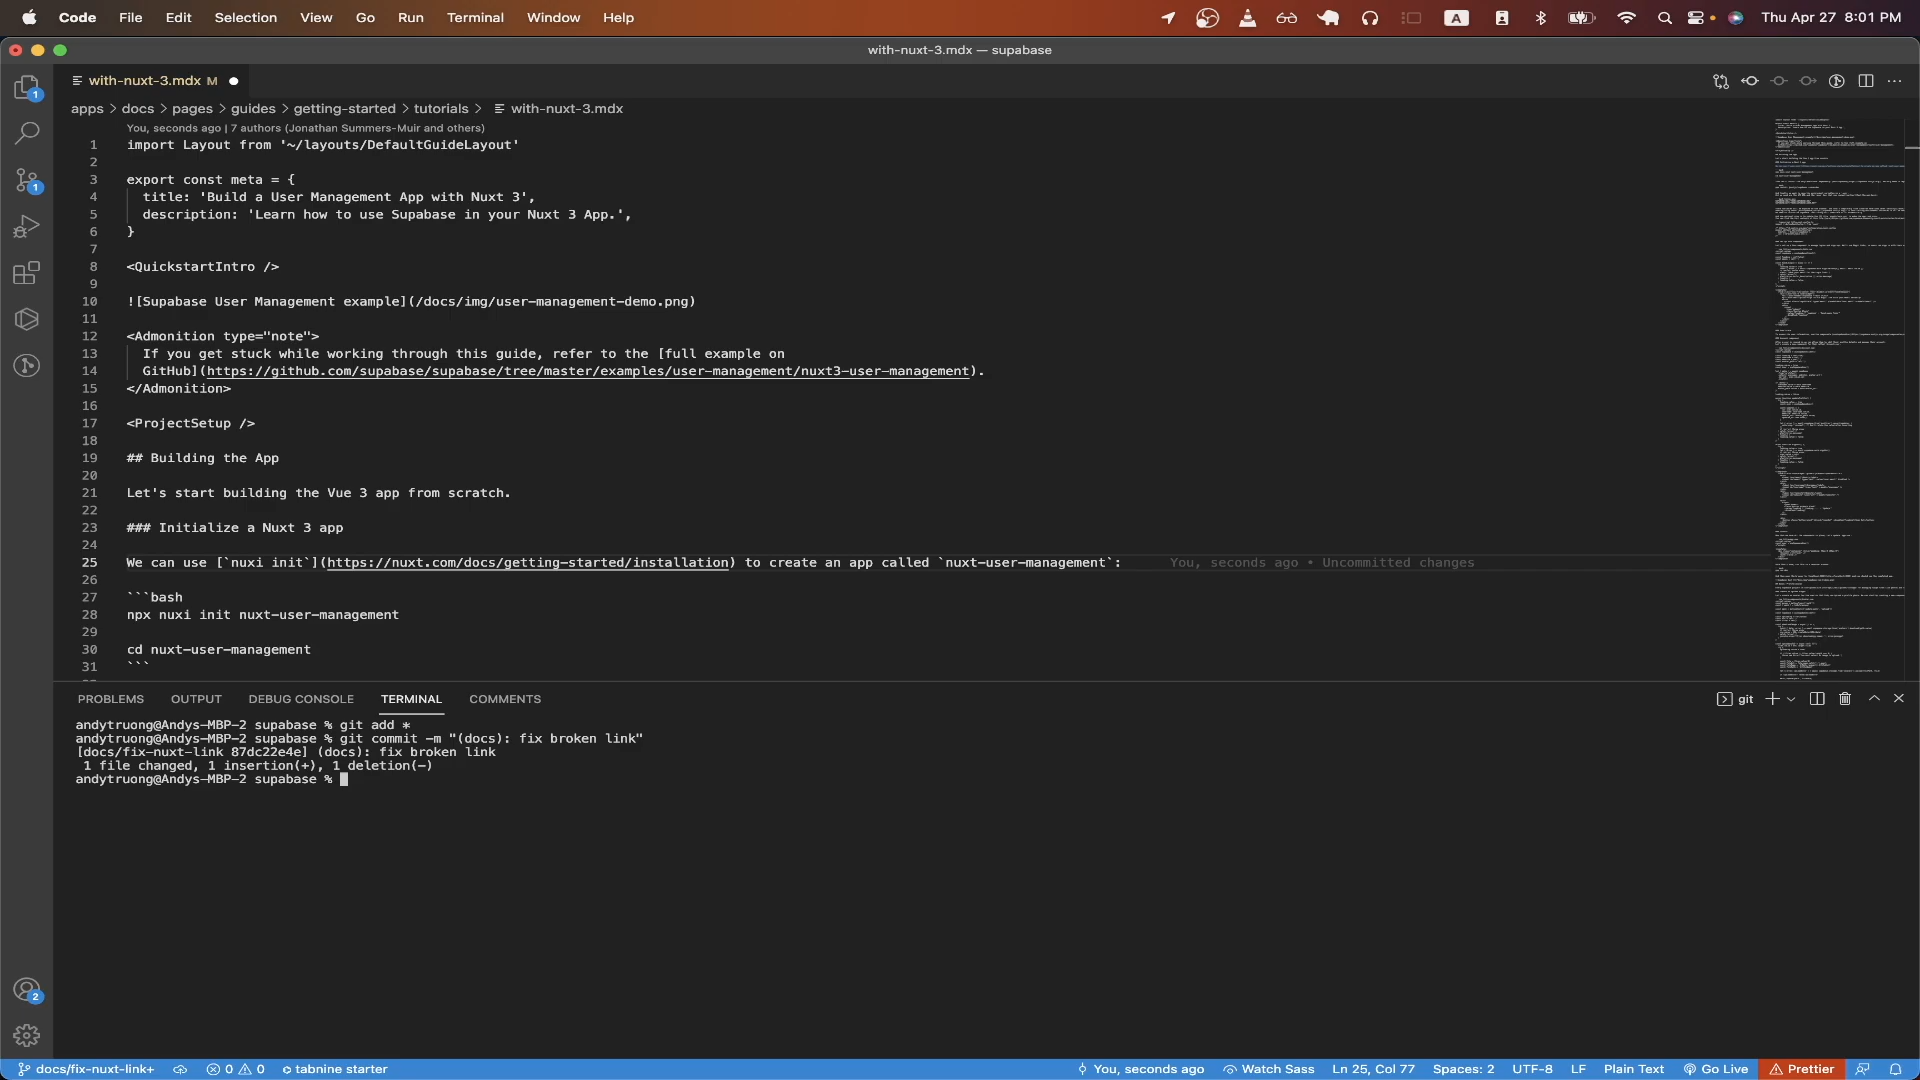 Code File Edit Selection View Go Run Terminal Window Help A Thu Apr 27 8:01 PM
with-nuxt-3.mdx — supabase
with-nuxt-3.mdx M
apps > docs > pages > guides > getting-started > tutorials > with-nuxt-3.mdx
You, seconds ago | 7 authors (Jonathan Summers-Muir and others)
1 import Layout from '~/layouts/DefaultGuideLayout'
2
3 export const meta = {
4 title: 'Build a User Management App with Nuxt 3',
5 description: 'Learn how to use Supabase in your Nuxt 3 App.',
6 }
7
8 <QuickstartIntro />
9
10 ![Supabase User Management example](/docs/img/user-management-demo.png)
11
12 <Admonition type="note">
13 If you get stuck while working through this guide, refer to the [full example on
14 GitHub](https://github.com/supabase/supabase/tree/master/examples/user-management/nuxt3-user-management).
15 </Admonition>
16
17 <ProjectSetup />
18
19 ## Building the App
20
21 Let's start building the Vue 3 app from scratch.
22
23 ### Initialize a Nuxt 3 app
24
25 We can use [`nuxi init`](https://nuxt.com/docs/getting-started/installation) to create an app called `nuxt-user-management`: You, seconds ago • Uncommitted changes
26
27 ```bash
28 npx nuxi init nuxt-user-management
29
30 cd nuxt-user-management
31 ```
PROBLEMS OUTPUT DEBUG CONSOLE TERMINAL COMMENTS git
andytruong@Andys-MBP-2 supabase % git add *
andytruong@Andys-MBP-2 supabase % git commit -m "(docs): fix broken link"
[docs/fix-nuxt-link 87dc22e4e] (docs): fix broken link
1 file changed, 1 insertion(+), 1 deletion(-)
andytruong@Andys-MBP-2 supabase %
1
1
2
docs/fix-nuxt-link+ 0 0 tabnine starter You, seconds ago Watch Sass Ln 25, Col 77 Spaces: 2 UTF-8 LF Plain Text Go Live Prettier